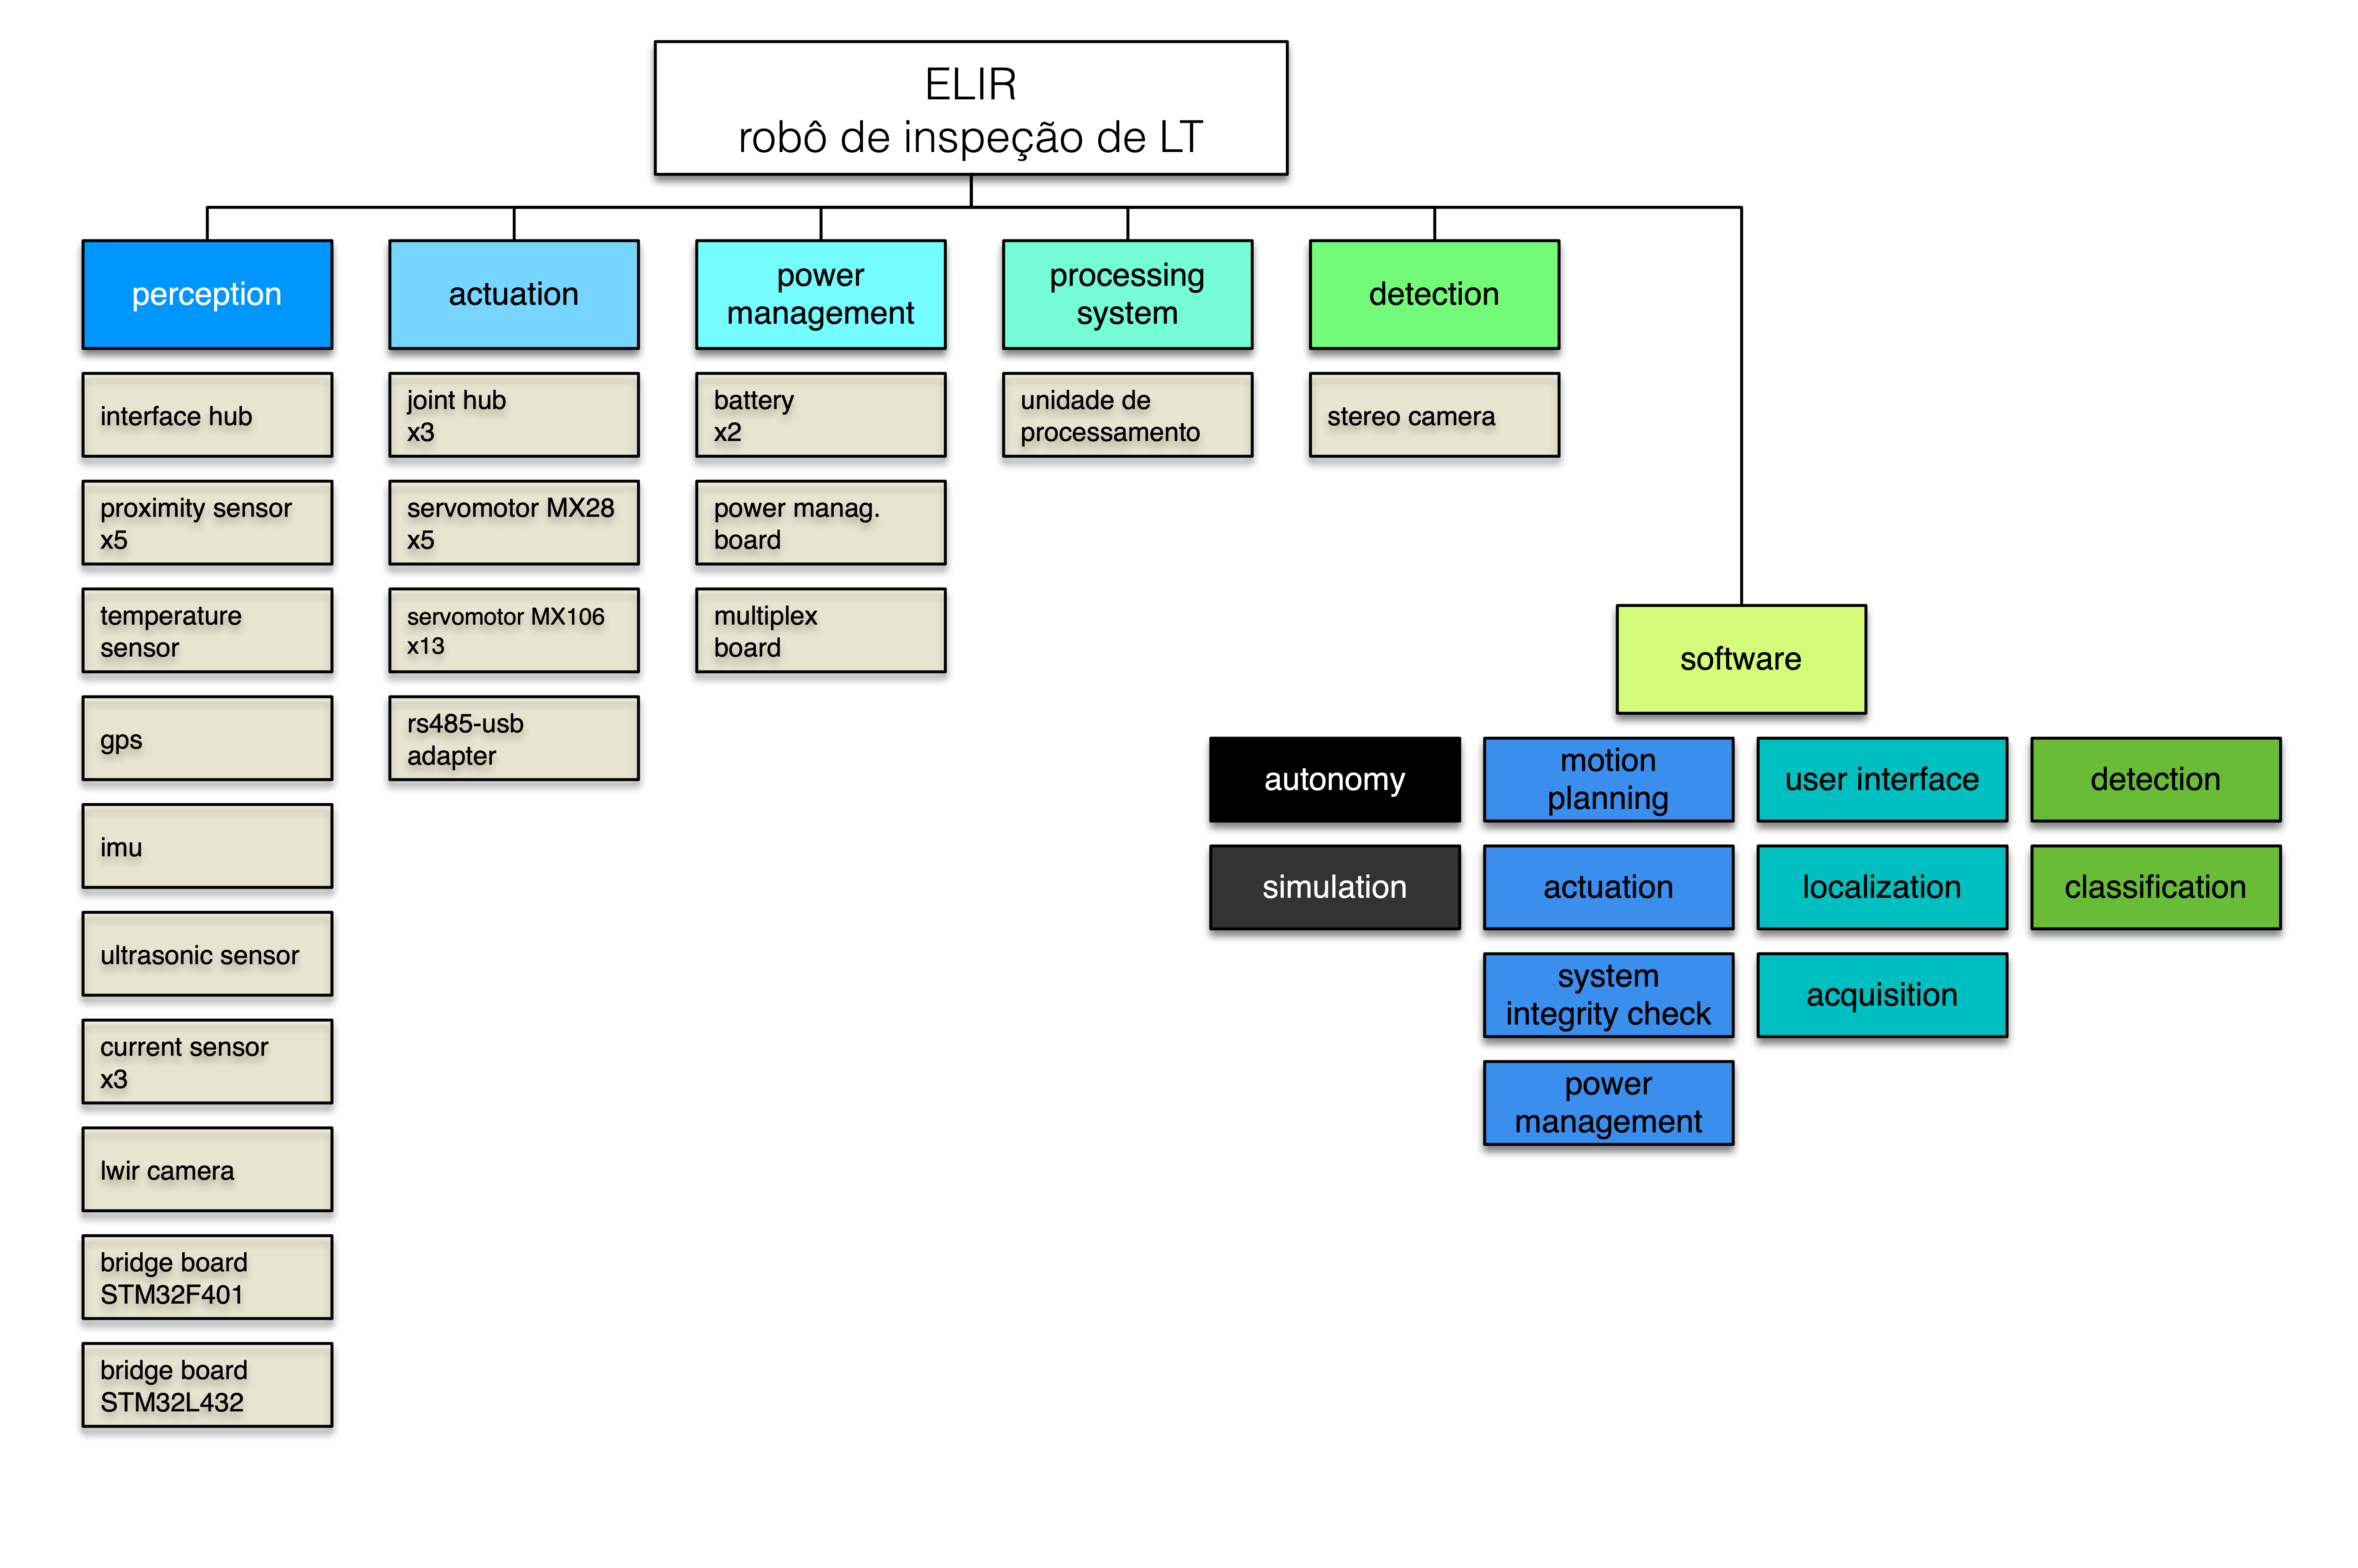 ELIR
robô de inspeção de LT
perception
interface hub
proximity sensor
x5
temperature
sensor
gps
imu
ultrasonic sensor
current sensor
x3
lwir camera
bridge board
STM32F401
bridge board
STM32L432
actuation
joint hub
x3
servomotor MX28
x5
servomotor MX106
x13
rs485-usb
adapter
power
management
battery
x2
power manag.
board
multiplex
board
processing
system
unidade de
processamento
detection
stereo camera
software
autonomy
simulation
motion
planning
actuation
system
integrity check
power
management
user interface
localization
acquisition
detection
classification